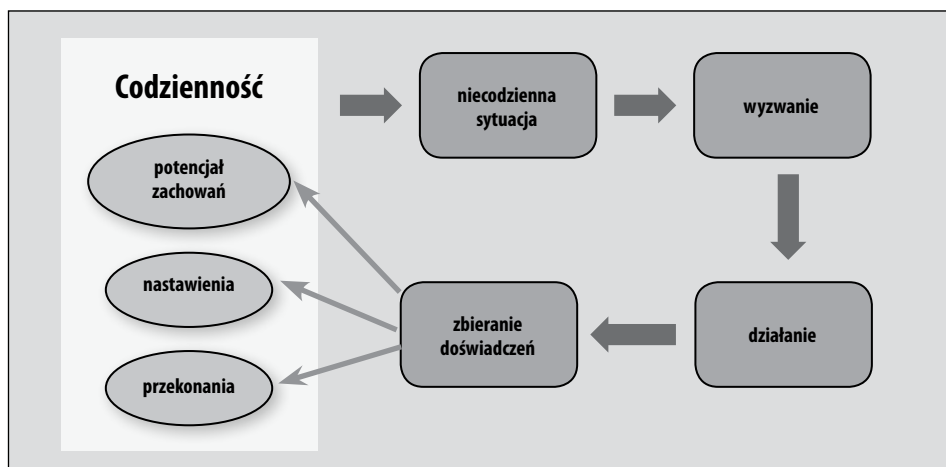 Codzienność
potencjał
zachowań
nastawienia
przekonania
niecodzienna
sytuacja
wyzwanie
działanie
zbieranie
doświadczeń